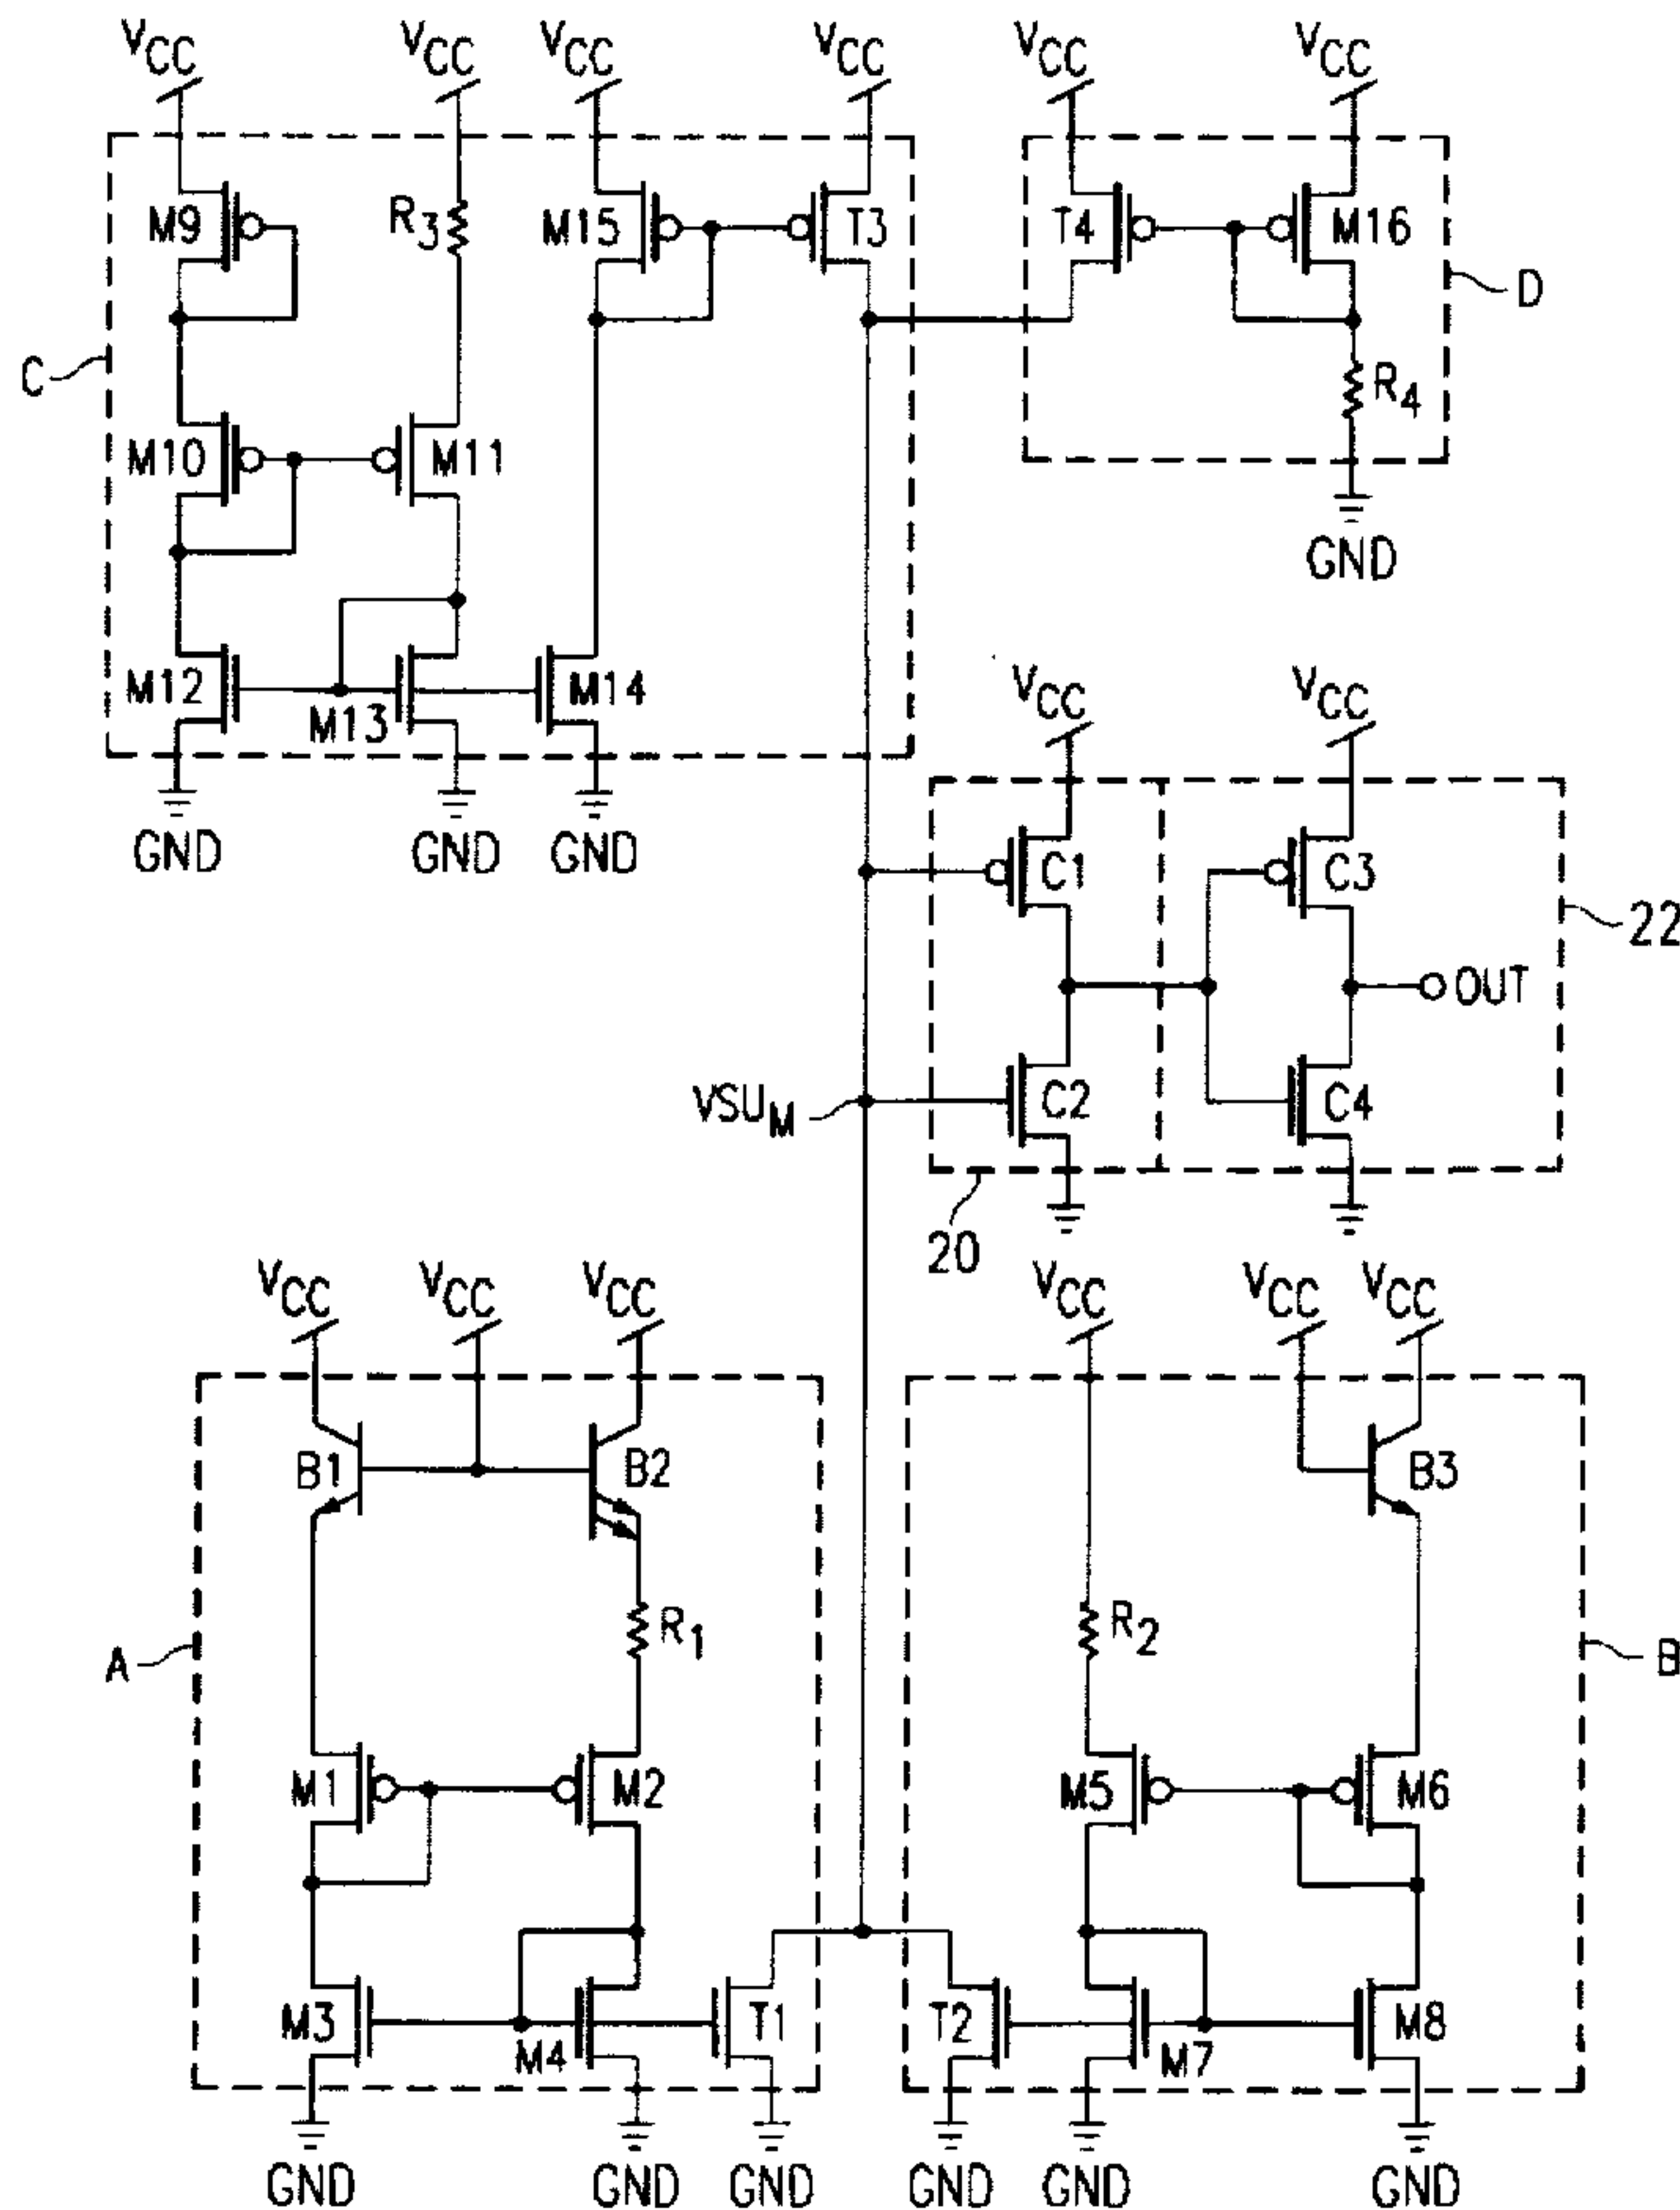 VCC VCC VCC VCC VCC VCC
M9 R3 M15 T3 T4 M16
D
C
R4
M10 M11
GND
M12 M13 M14
VCC VCC
GND GND GND
C1 C3
22
OUT
VSUM
C2 C4
20
VCC VCC VCC VCC VCC VCC
B1 B2 B3
A R1 R2 B
M1 M2 M5 M6
M3 M4 T1 T2 M7 M8
GND GND GND GND GND GND